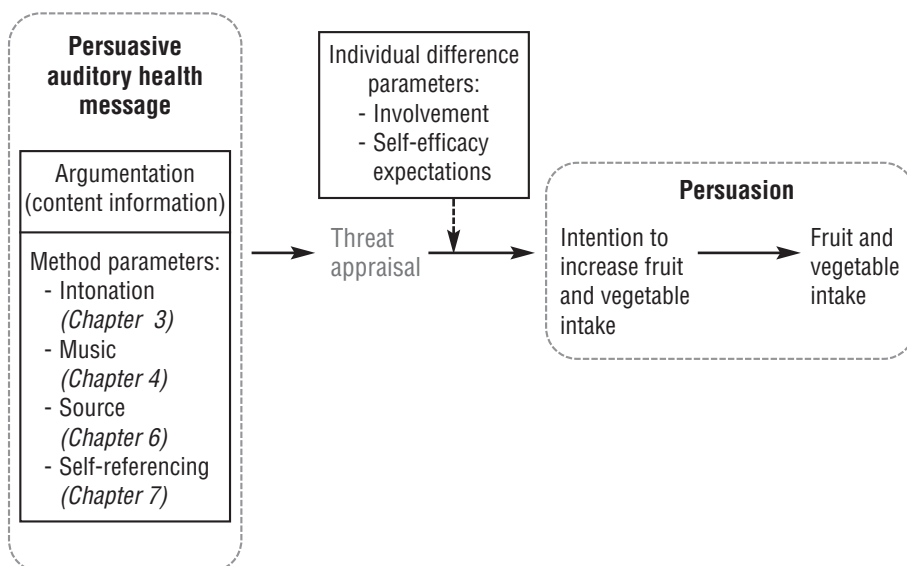 Persuasive
auditory health
message
Argumentation
(content information)
Method parameters:
- Intonation
(Chapter 3)
- Music
(Chapter 4)
- Source
(Chapter 6)
- Self-referencing
(Chapter 7)
Threat
appraisal
Individual difference
parameters:
- Involvement
- Self-efficacy
expectations
Persuasion
Intention to
increase fruit
and vegetable
intake
Fruit and
vegetable
intake